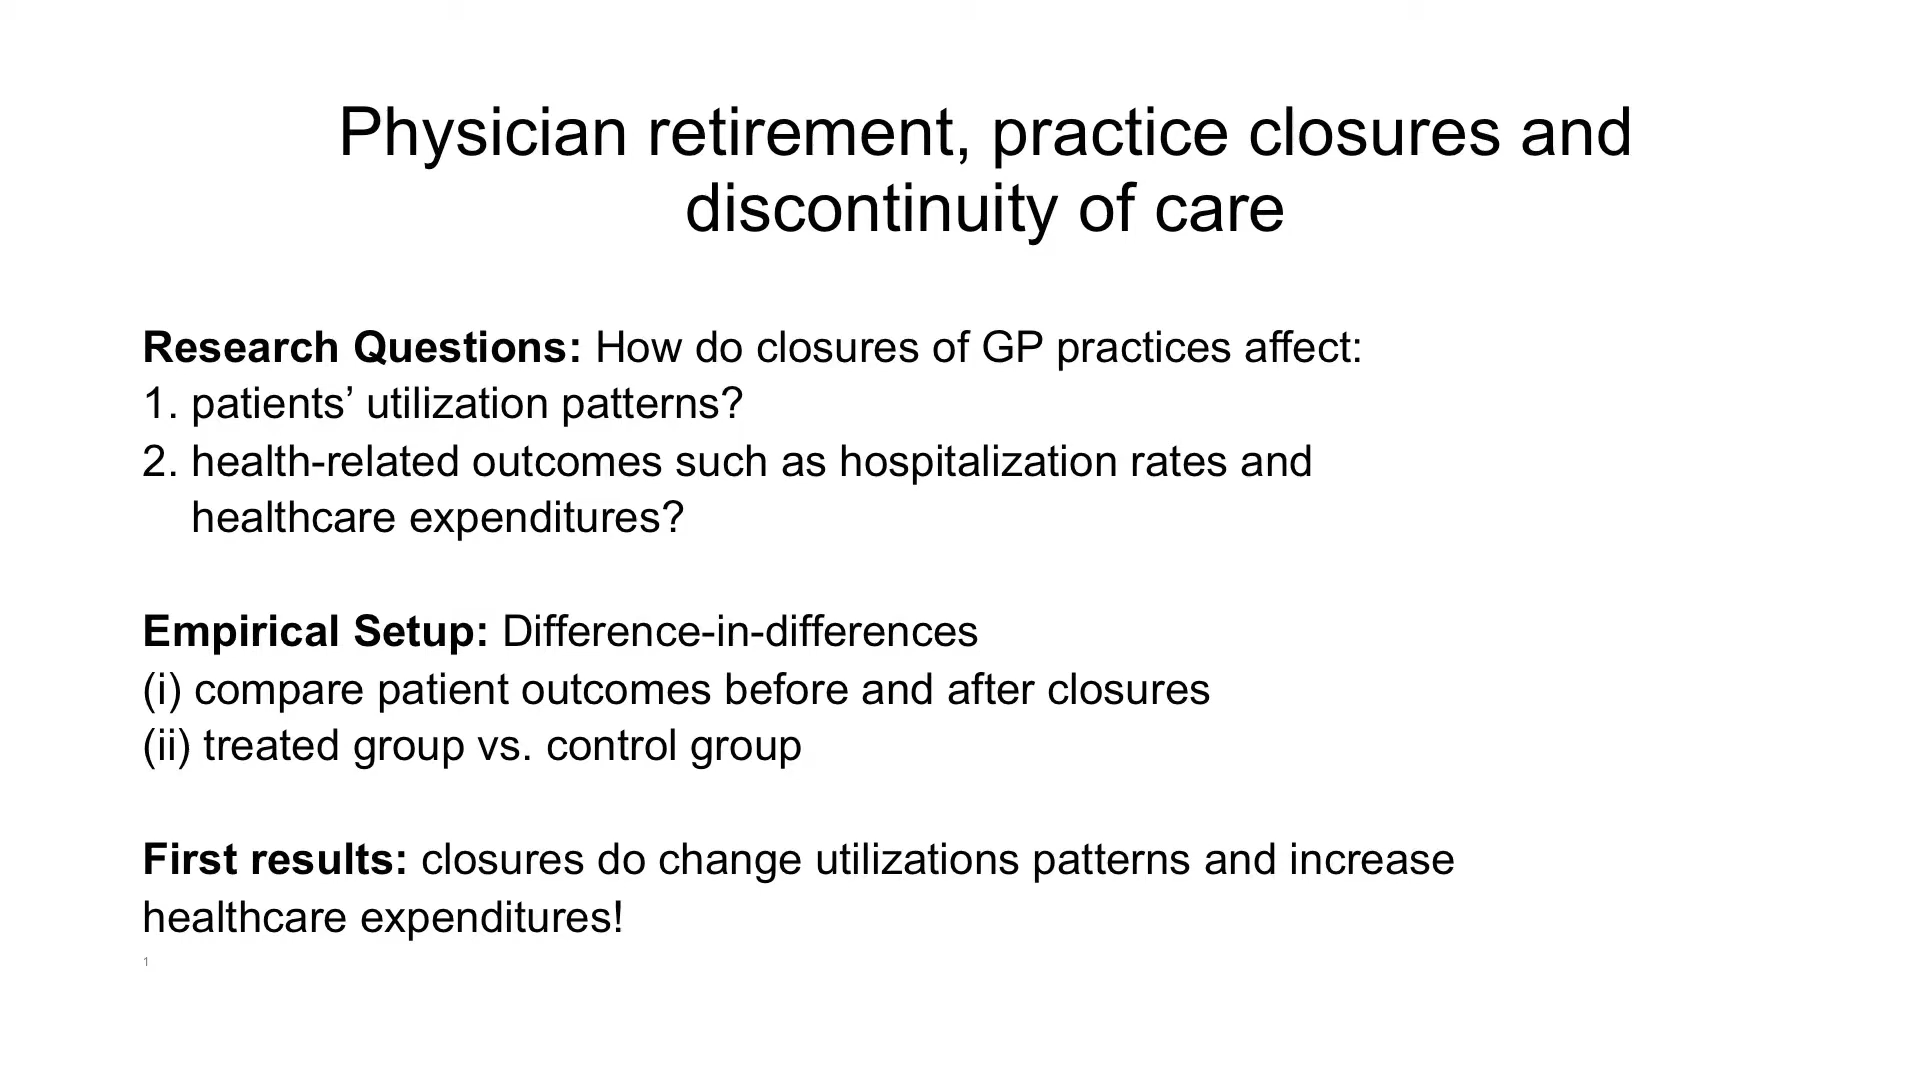 Physician retirement, practice closures and
discontinuity of care
Research Questions: How do closures of GP practices affect:
1. patients’ utilization patterns?
2. health-related outcomes such as hospitalization rates and
healthcare expenditures?
Empirical Setup: Difference-in-differences
(i) compare patient outcomes before and after closures
(ii) treated group vs. control group
First results: closures do change utilizations patterns and increase
healthcare expenditures!
1